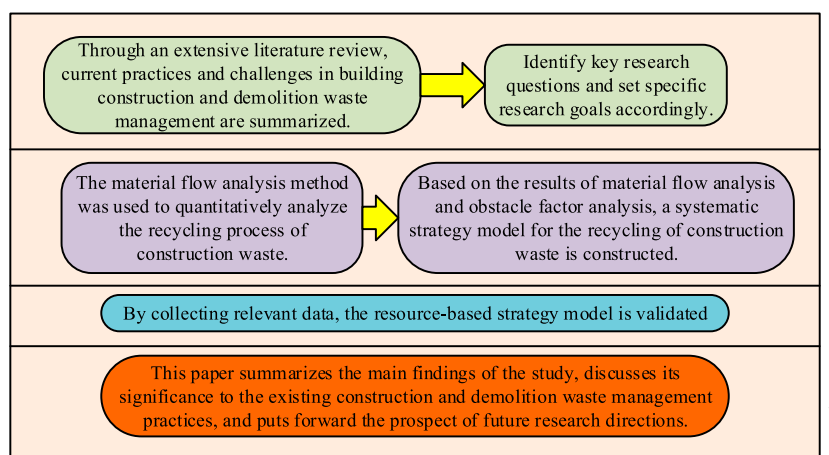 Through an extensive literature review,
current practices and challenges in building
construction and demolition waste
management are summarized.
Identify key research
questions and set specific
research goals accordingly.
The material flow analysis method
was used to quantitatively analyze
the recycling process of
construction waste.
Based on the results of material flow analysis
and obstacle factor analysis, a systematic
strategy model for the recycling of construction
waste is constructed.
By collecting relevant data, the resource-based strategy model is validated
This paper summarizes the main findings of the study, discusses its
significance to the existing construction and demolition waste management
practices, and puts forward the prospect of future research directions.